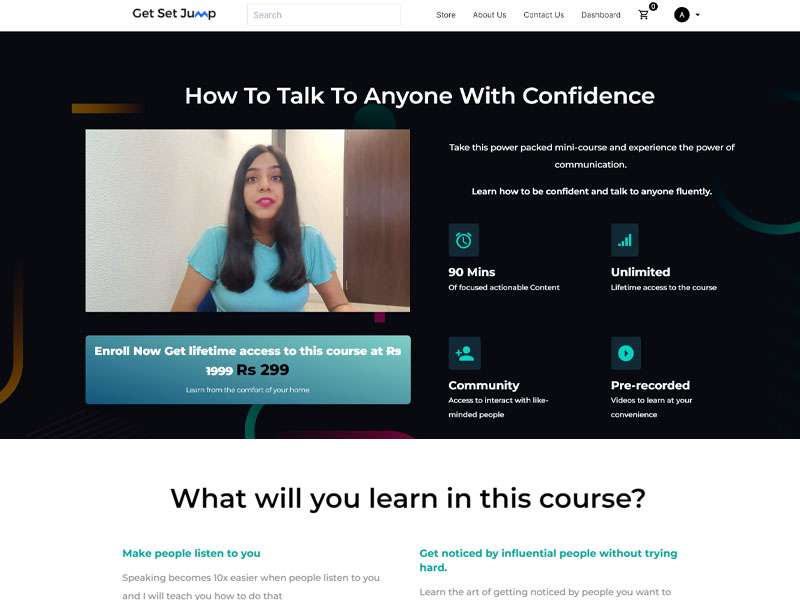 Get Set Jump
Search
Store
About Us
Contact Us
Dashboard
0
A
How To Talk To Anyone With Confidence
Take this power packed mini-course and experience the power of
communication.
Learn how to be confident and talk to anyone fluently.
90 Mins
Of focused actionable Content
Unlimited
Lifetime access to the course
Enroll Now Get lifetime access to this course at Rs
1999 Rs 299
Learn from the comfort of your home
Community
Access to interact with like-
minded people
Pre-recorded
Videos to learn at your
convenience
What will you learn in this course?
Make people listen to you
Speaking becomes 10x easier when people listen to you
and I will teach you how to do that
Get noticed by influential people without trying
hard.
Learn the art of getting noticed by people you want to